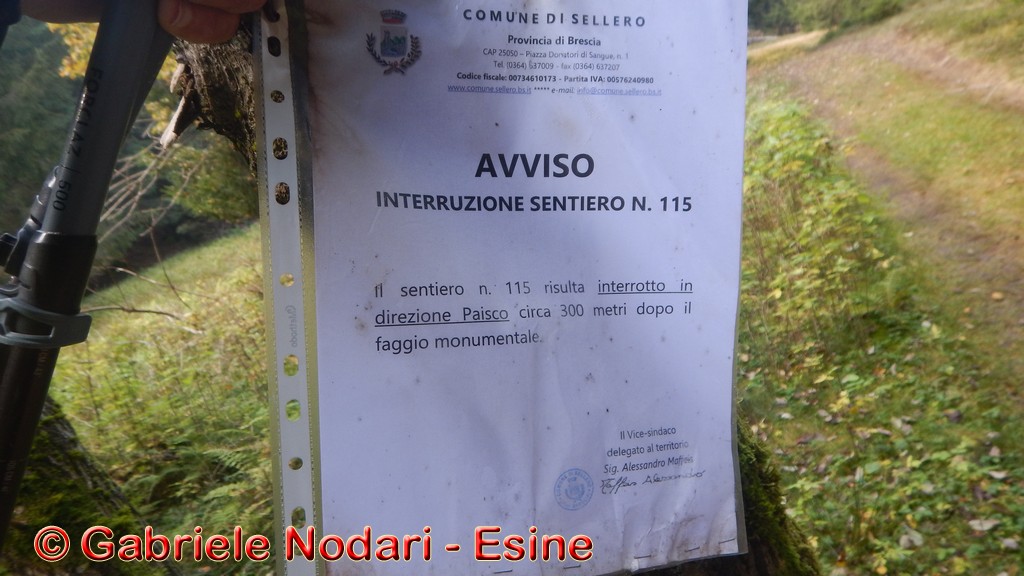 COMUNE DI SELLERO
Provincia di Brescia
CAP 25050 – Piazza Donatori di Sangue, n. 1
Tel. (0364) 637009 - fax (0364) 637207
Codice fiscale: 00734610173 - Partita IVA: 00576240980
www.comune.sellero.bs.it ***** e-mail: info@comune.sellero.bs.it
AVVISO
INTERRUZIONE SENTIERO N. 115
Il sentiero n. 115 risulta interrotto in
direzione Paisco circa 300 metri dopo il
faggio monumentale.
Il Vice-sindaco
delegato al territorio
Sig. Alessandro
FORCLAZ 500
© Gabriele Nodari - Esine